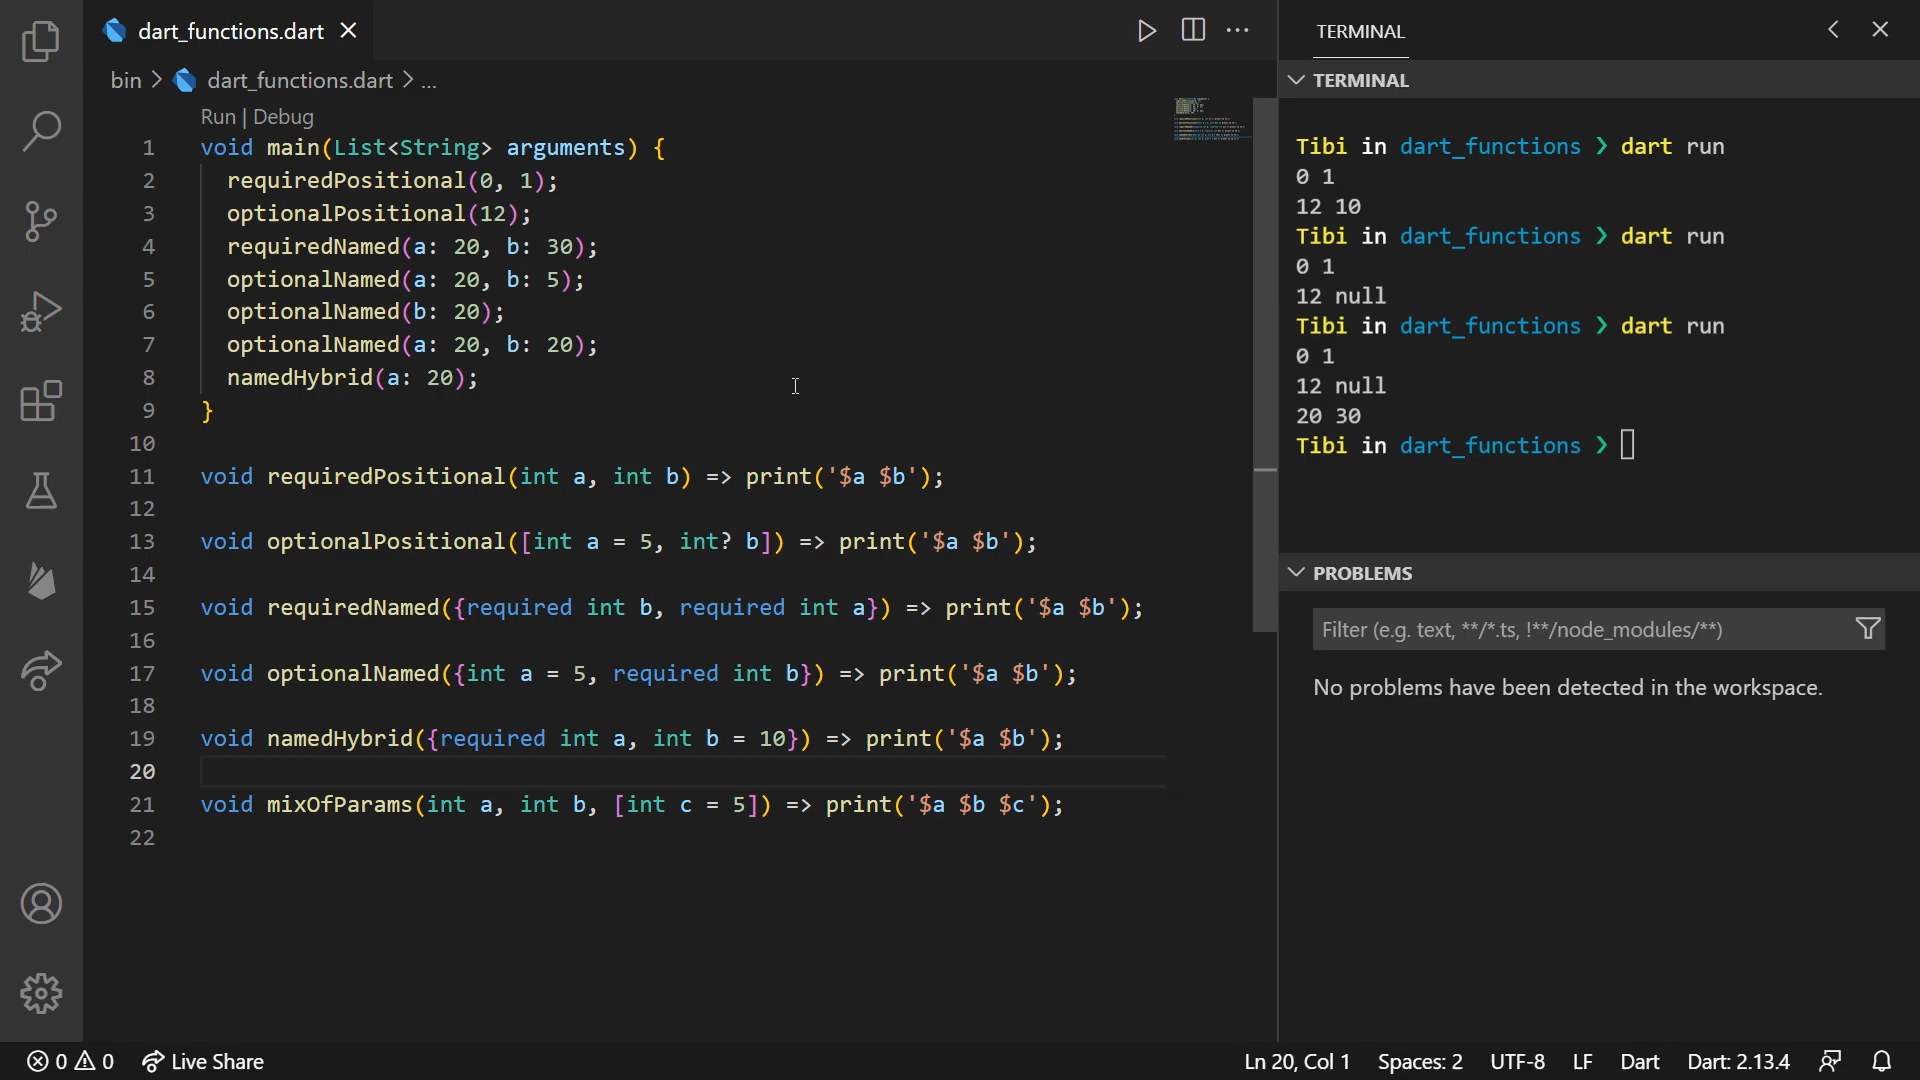 dart_functions.dart
bin > dart_functions.dart > ...
Run | Debug
1 void main(List<String> arguments) {
2 requiredPositional(0, 1);
3 optionalPositional(12);
4 requiredNamed(a: 20, b: 30);
5 optionalNamed(a: 20, b: 5);
6 optionalNamed(b: 20);
7 optionalNamed(a: 20, b: 20);
8 namedHybrid(a: 20);
9 }
10
11 void requiredPositional(int a, int b) => print('$a $b');
12
13 void optionalPositional([int a = 5, int? b]) => print('$a $b');
14
15 void requiredNamed({required int b, required int a}) => print('$a $b');
16
17 void optionalNamed({int a = 5, required int b}) => print('$a $b');
18
19 void namedHybrid({required int a, int b = 10}) => print('$a $b');
20
21 void mixOfParams(int a, int b, [int c = 5]) => print('$a $b $c');
22
TERMINAL
TERMINAL
Tibi in dart_functions ❯ dart run
0 1
12 10
Tibi in dart_functions ❯ dart run
0 1
12 null
Tibi in dart_functions ❯ dart run
0 1
12 null
20 30
Tibi in dart_functions ❯
PROBLEMS
Filter (e.g. text, **/*.ts, !**/node_modules/**)
No problems have been detected in the workspace.
0 0 Live Share
Ln 20, Col 1 Spaces: 2 UTF-8 LF Dart Dart: 2.13.4